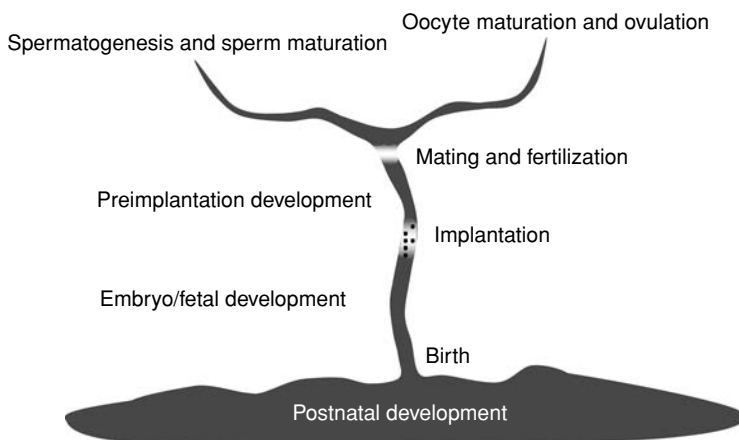 Oocyte maturation and ovulation
Spermatogenesis and sperm maturation
Mating and fertilization
Preimplantation development
Implantation
Embryo/fetal development
Birth
Postnatal development